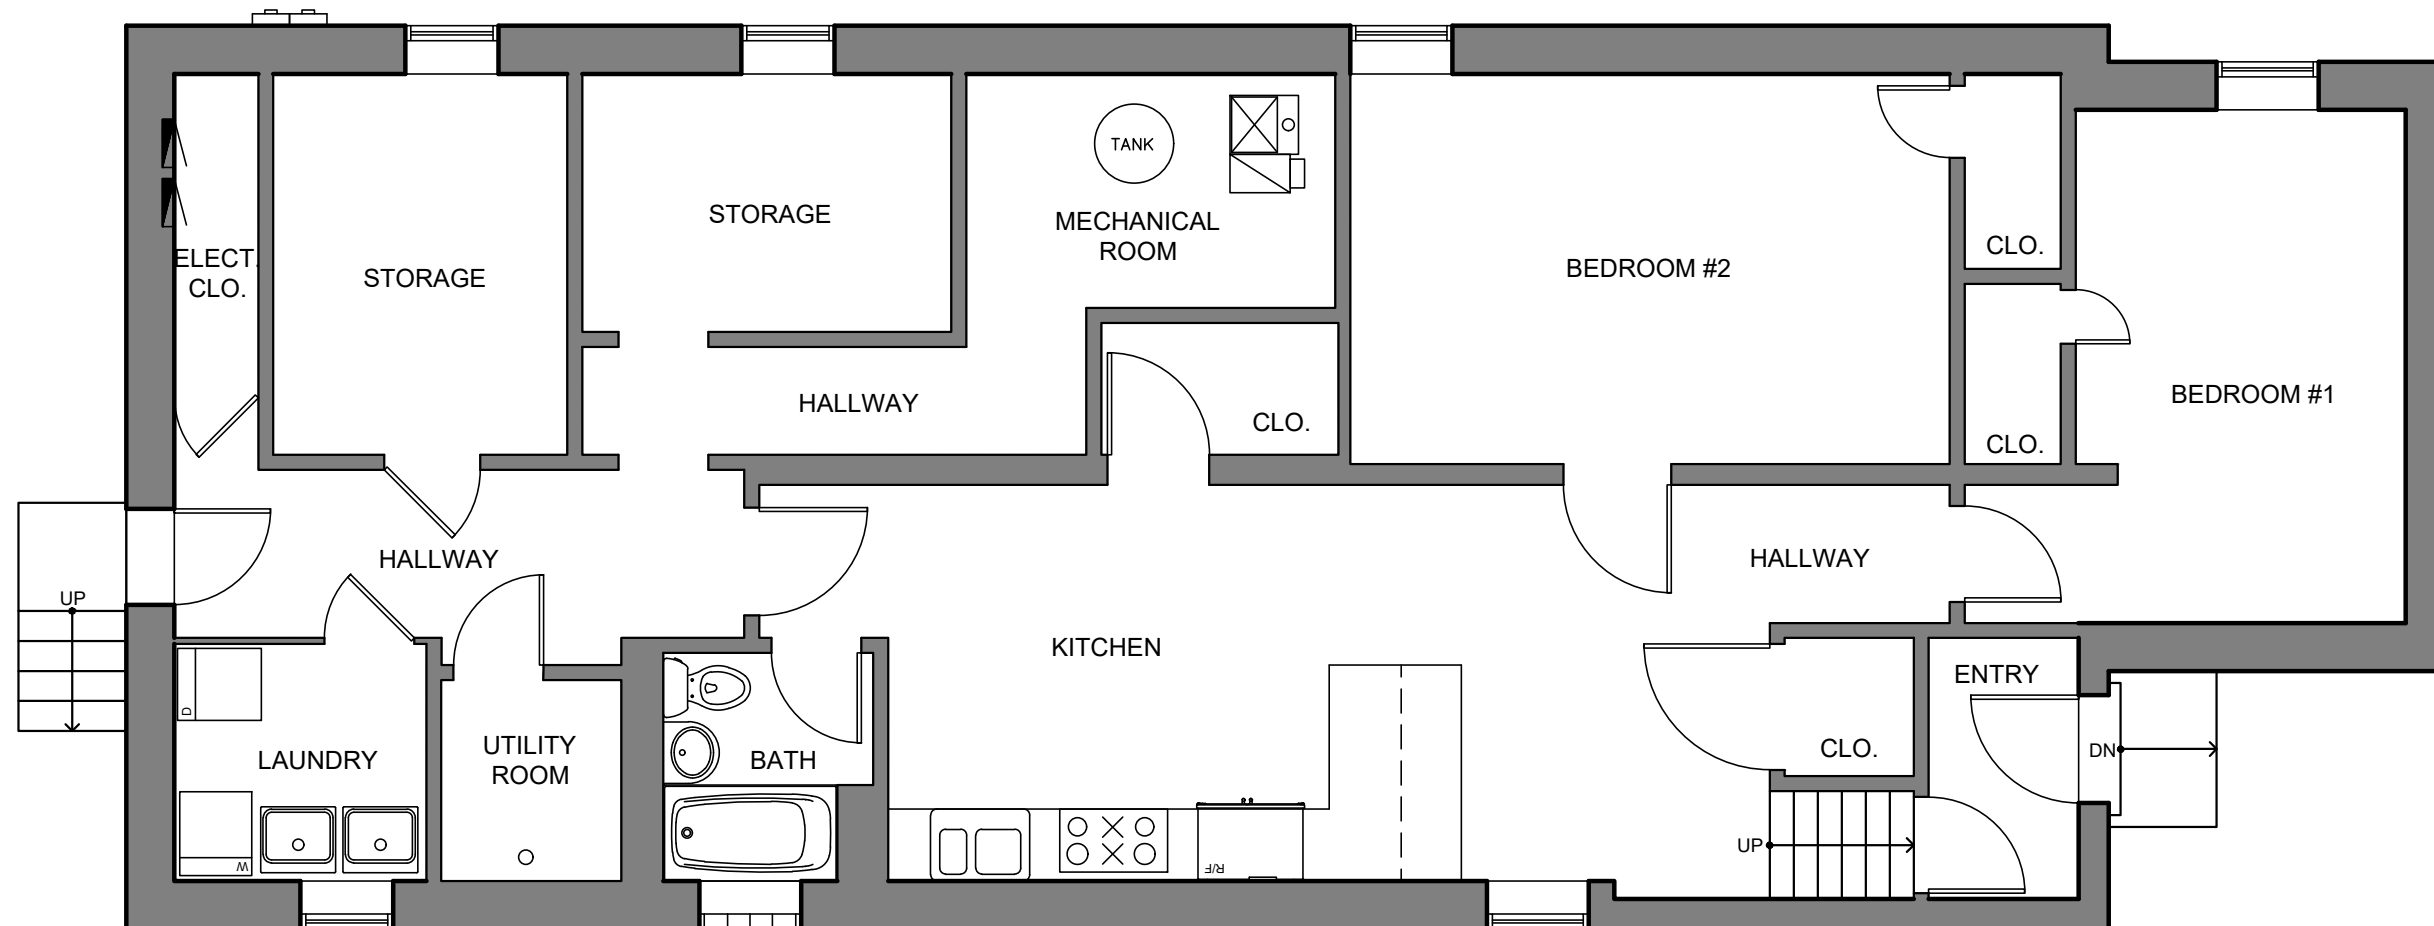 TANK
STORAGE
MECHANICAL
ROOM
ELECT.
CLO.
STORAGE
BEDROOM #2
CLO.
HALLWAY
CLO.
CLO.
BEDROOM #1
HALLWAY
HALLWAY
UP
KITCHEN
ENTRY
D
LAUNDRY
UTILITY
ROOM
BATH
CLO.
DN
UP
W
R/F